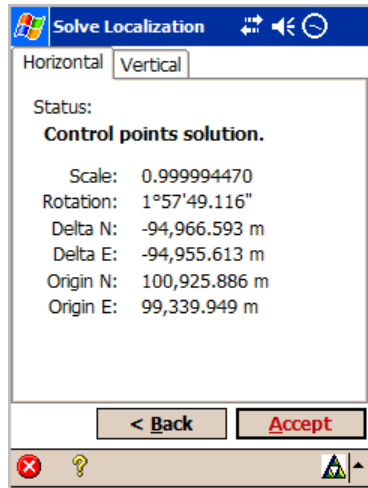 Solve Localization
Horizontal Vertical
Status:
Control points solution.
Scale: 0.999994470
Rotation: 1°57'49.116"
Delta N: -94,966.593 m
Delta E: -94,955.613 m
Origin N: 100,925.886 m
Origin E: 99,339.949 m
< Back Accept